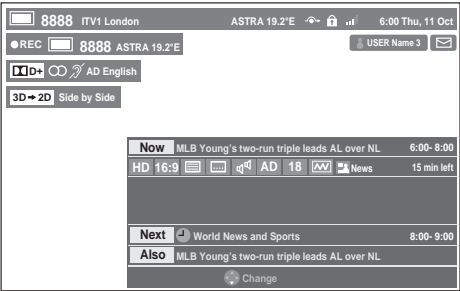 8888 ITV1 London ASTRA 19.2°E 6:00 Thu, 11 Oct
REC 8888 ASTRA 19.2°E USER Name 3
D+ AD English
3D➔2D Side by Side
Now MLB Young's two-run triple leads AL over NL 6:00- 8:00
HD 16:9 AD 18 News 15 min left
Next World News and Sports 8:00- 9:00
Also MLB Young's two-run triple leads AL over NL
Change